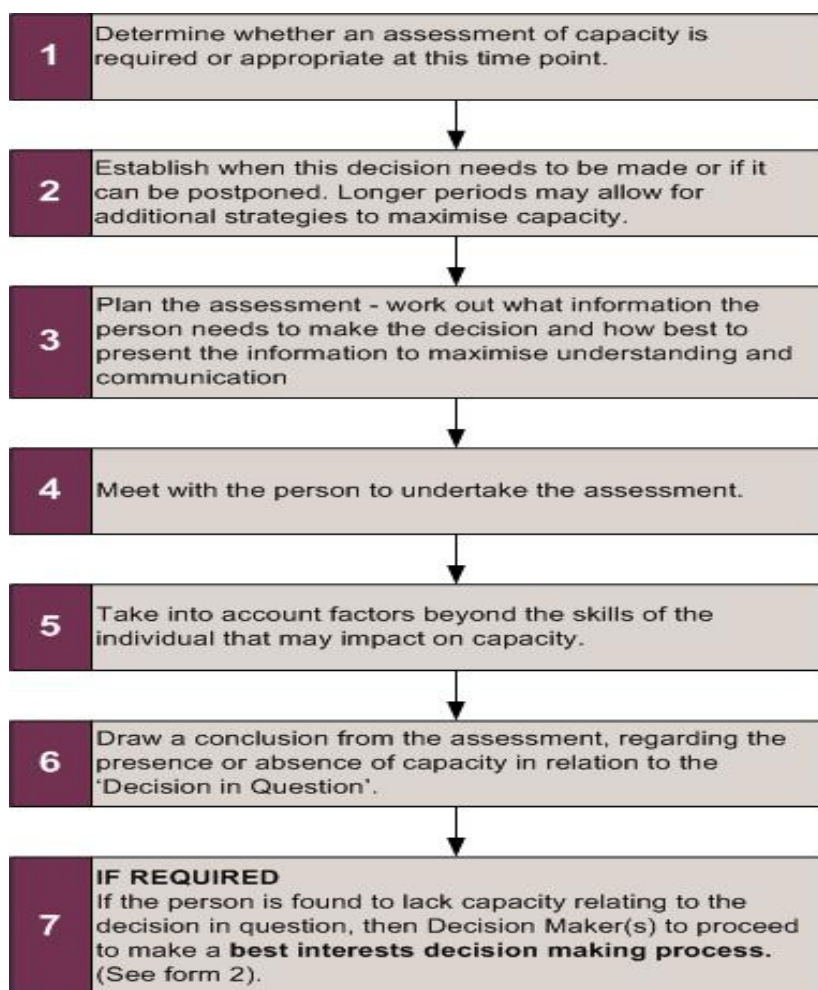 1
Determine whether an assessment of capacity is
required or appropriate at this time point.
2
Establish when this decision needs to be made or if it
can be postponed. Longer periods may allow for
additional strategies to maximise capacity.
3
Plan the assessment - work out what information the
person needs to make the decision and how best to
present the information to maximise understanding and
communication
4
Meet with the person to undertake the assessment.
5
Take into account factors beyond the skills of the
individual that may impact on capacity.
6
Draw a conclusion from the assessment, regarding the
presence or absence of capacity in relation to the
‘Decision in Question’.
7
IF REQUIRED
If the person is found to lack capacity relating to the
decision in question, then Decision Maker(s) to proceed
to make a best interests decision making process.
(See form 2).